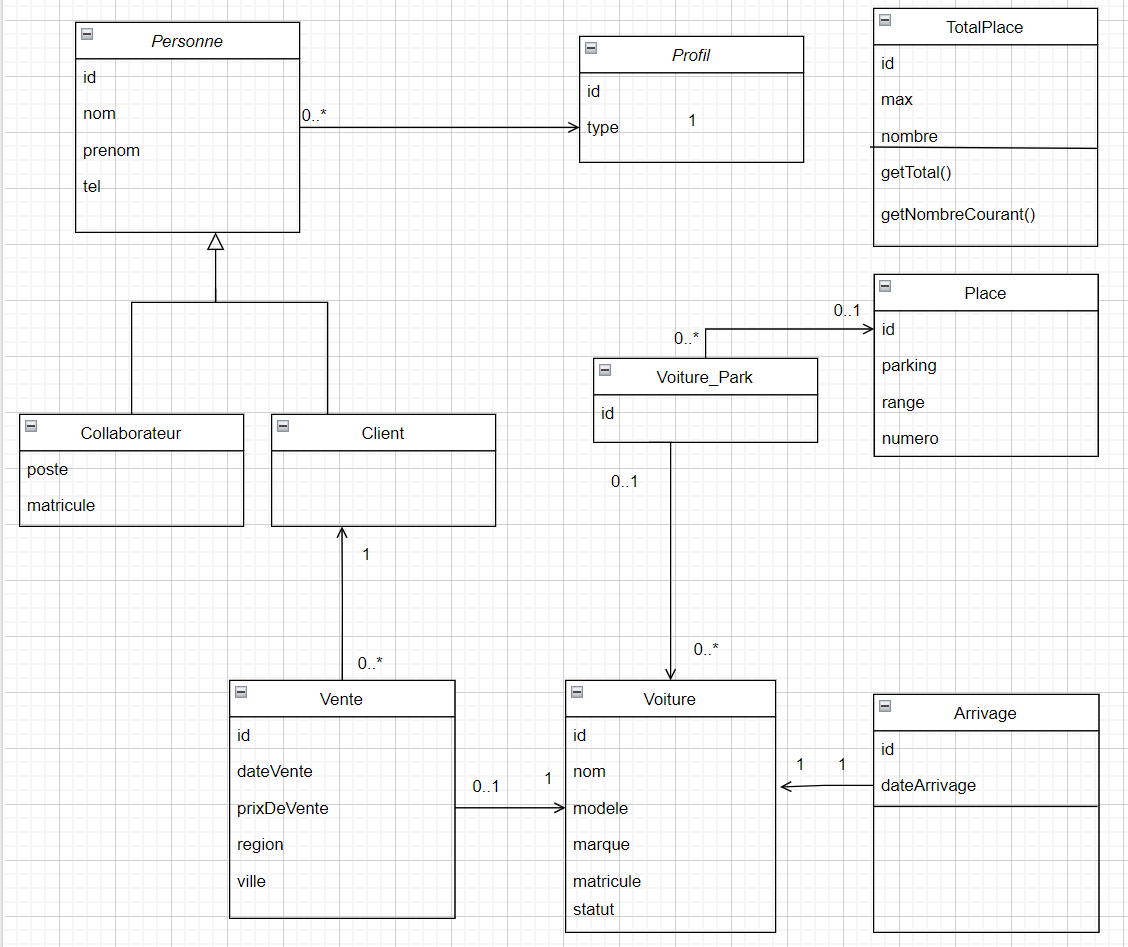 Personne
id
nom
prenom
tel
0..*
Profil
id
type
1
TotalPlace
id
max
nombre
getTotal()
getNombreCourant()
Place
id
parking
range
numero
0..1
0..*
Voiture_Park
id
0..1
0..*
Collaborateur
poste
matricule
Client
1
0..*
Vente
id
dateVente
prixDeVente
region
ville
0..1
1
Voiture
id
nom
modele
marque
matricule
statut
1
1
Arrivage
id
dateArrivage